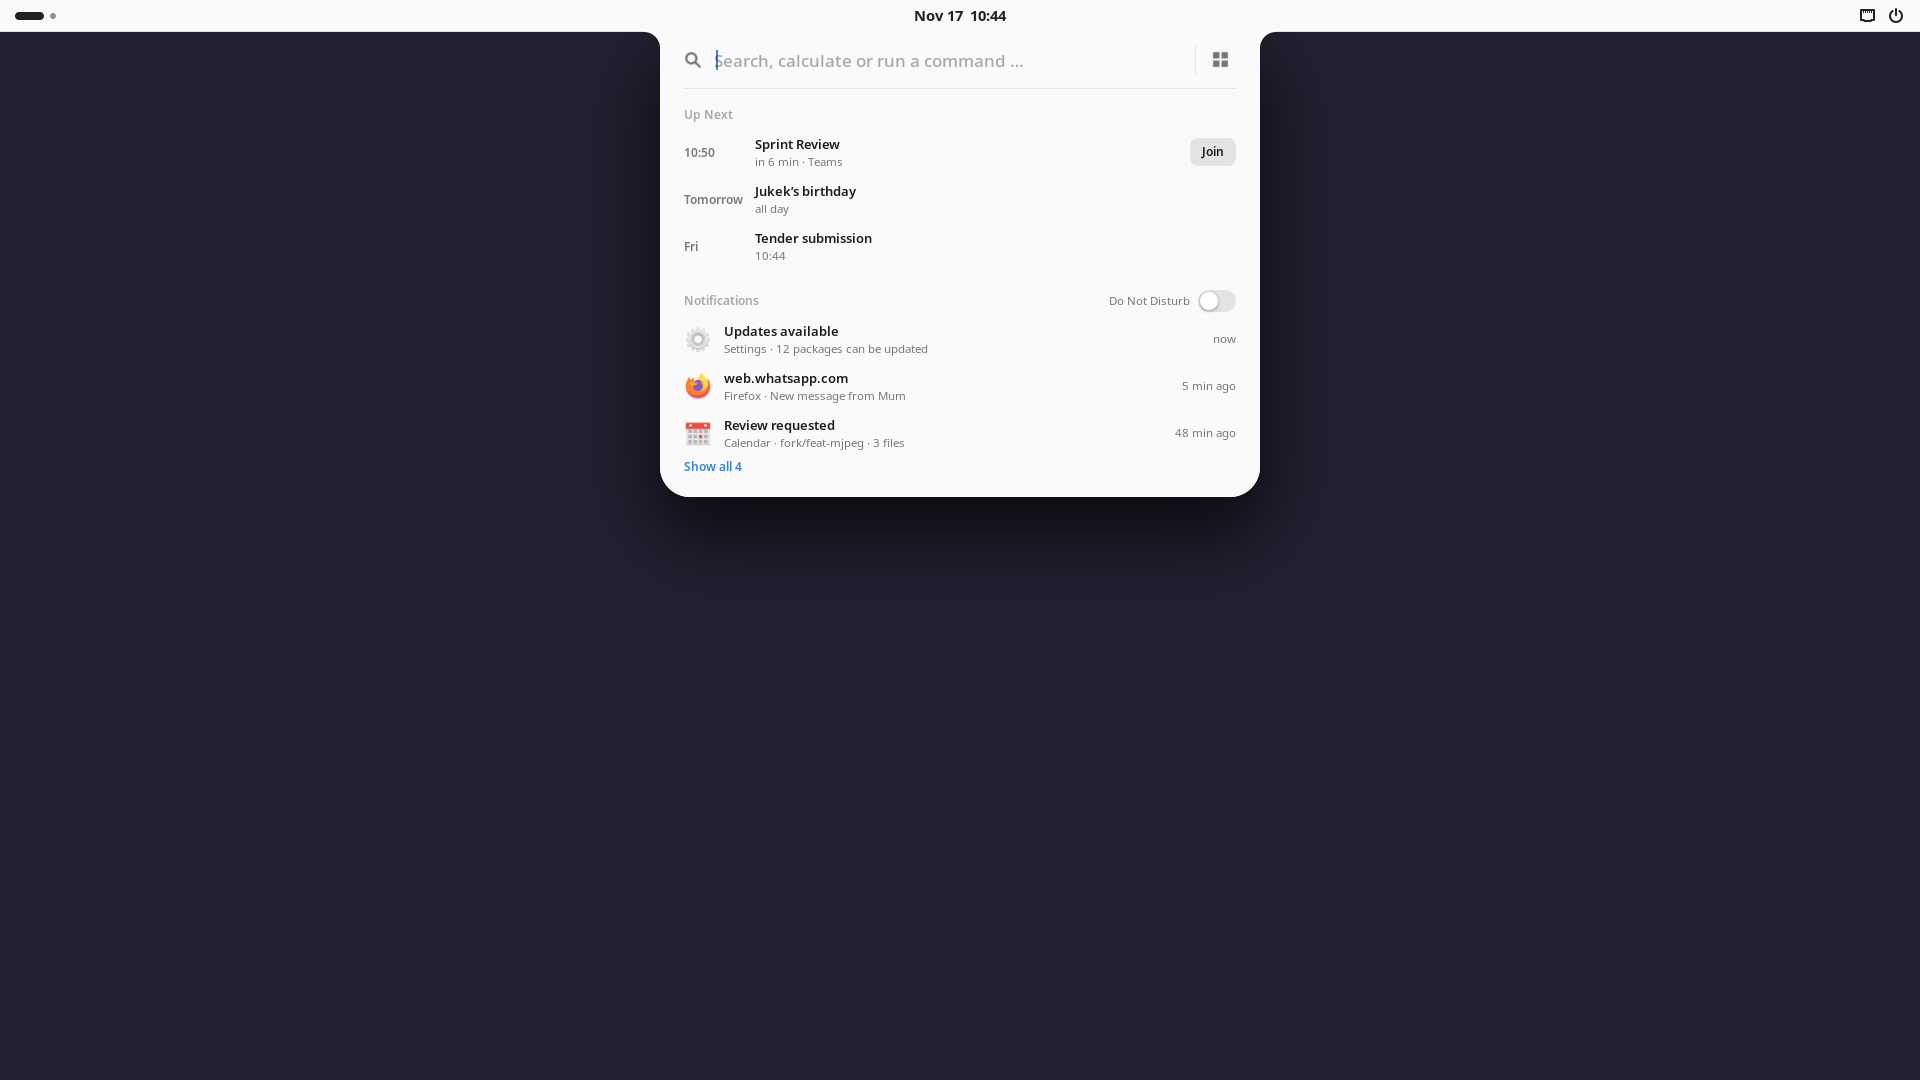 Nov 17 10:44
Search, calculate or run a command ...
Up Next
10:50
Sprint Review
in 6 min · Teams
Join
Tomorrow
Jukek’s birthday
all day
Fri
Tender submission
10:44
Notifications
Do Not Disturb
Updates available
Settings · 12 packages can be updated
now
web.whatsapp.com
Firefox · New message from Mum
5 min ago
Review requested
Calendar · fork/feat-mjpeg · 3 files
48 min ago
Show all 4